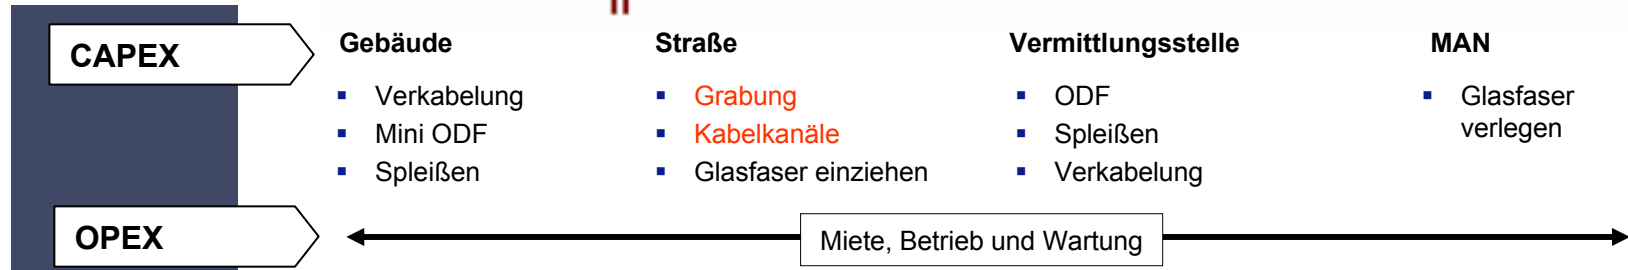 CAPEX
Gebäude
Straße
Vermittlungsstelle
MAN
Verkabelung
Mini ODF
Spleißen
Grabung
Kabelkanäle
Glasfaser einziehen
ODF
Spleißen
Verkabelung
Glasfaser
verlegen
OPEX
Miete, Betrieb und Wartung